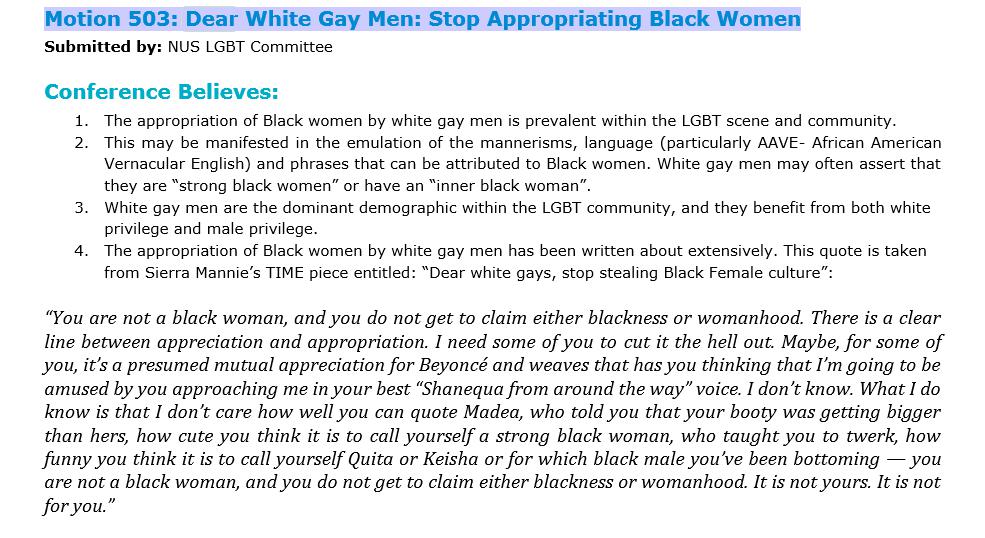 Motion 503: Dear White Gay Men: Stop Appropriating Black Women
Submitted by: NUS LGBT Committee
Conference Believes:
1. The appropriation of Black women by white gay men is prevalent within the LGBT scene and community.
2. This may be manifested in the emulation of the mannerisms, language (particularly AAVE- African American
Vernacular English) and phrases that can be attributed to Black women. White gay men may often assert that
they are “strong black women” or have an “inner black woman”.
3. White gay men are the dominant demographic within the LGBT community, and they benefit from both white
privilege and male privilege.
4. The appropriation of Black women by white gay men has been written about extensively. This quote is taken
from Sierra Mannie’s TIME piece entitled: “Dear white gays, stop stealing Black Female culture”:
“You are not a black woman, and you do not get to claim either blackness or womanhood. There is a clear
line between appreciation and appropriation. I need some of you to cut it the hell out. Maybe, for some of
you, it’s a presumed mutual appreciation for Beyoncé and weaves that has you thinking that I’m going to be
amused by you approaching me in your best “Shanequa from around the way” voice. I don’t know. What I do
know is that I don’t care how well you can quote Madea, who told you that your booty was getting bigger
than hers, how cute you think it is to call yourself a strong black woman, who taught you to twerk, how
funny you think it is to call yourself Quita or Keisha or for which black male you’ve been bottoming — you
are not a black woman, and you do not get to claim either blackness or womanhood. It is not yours. It is not
for you.”